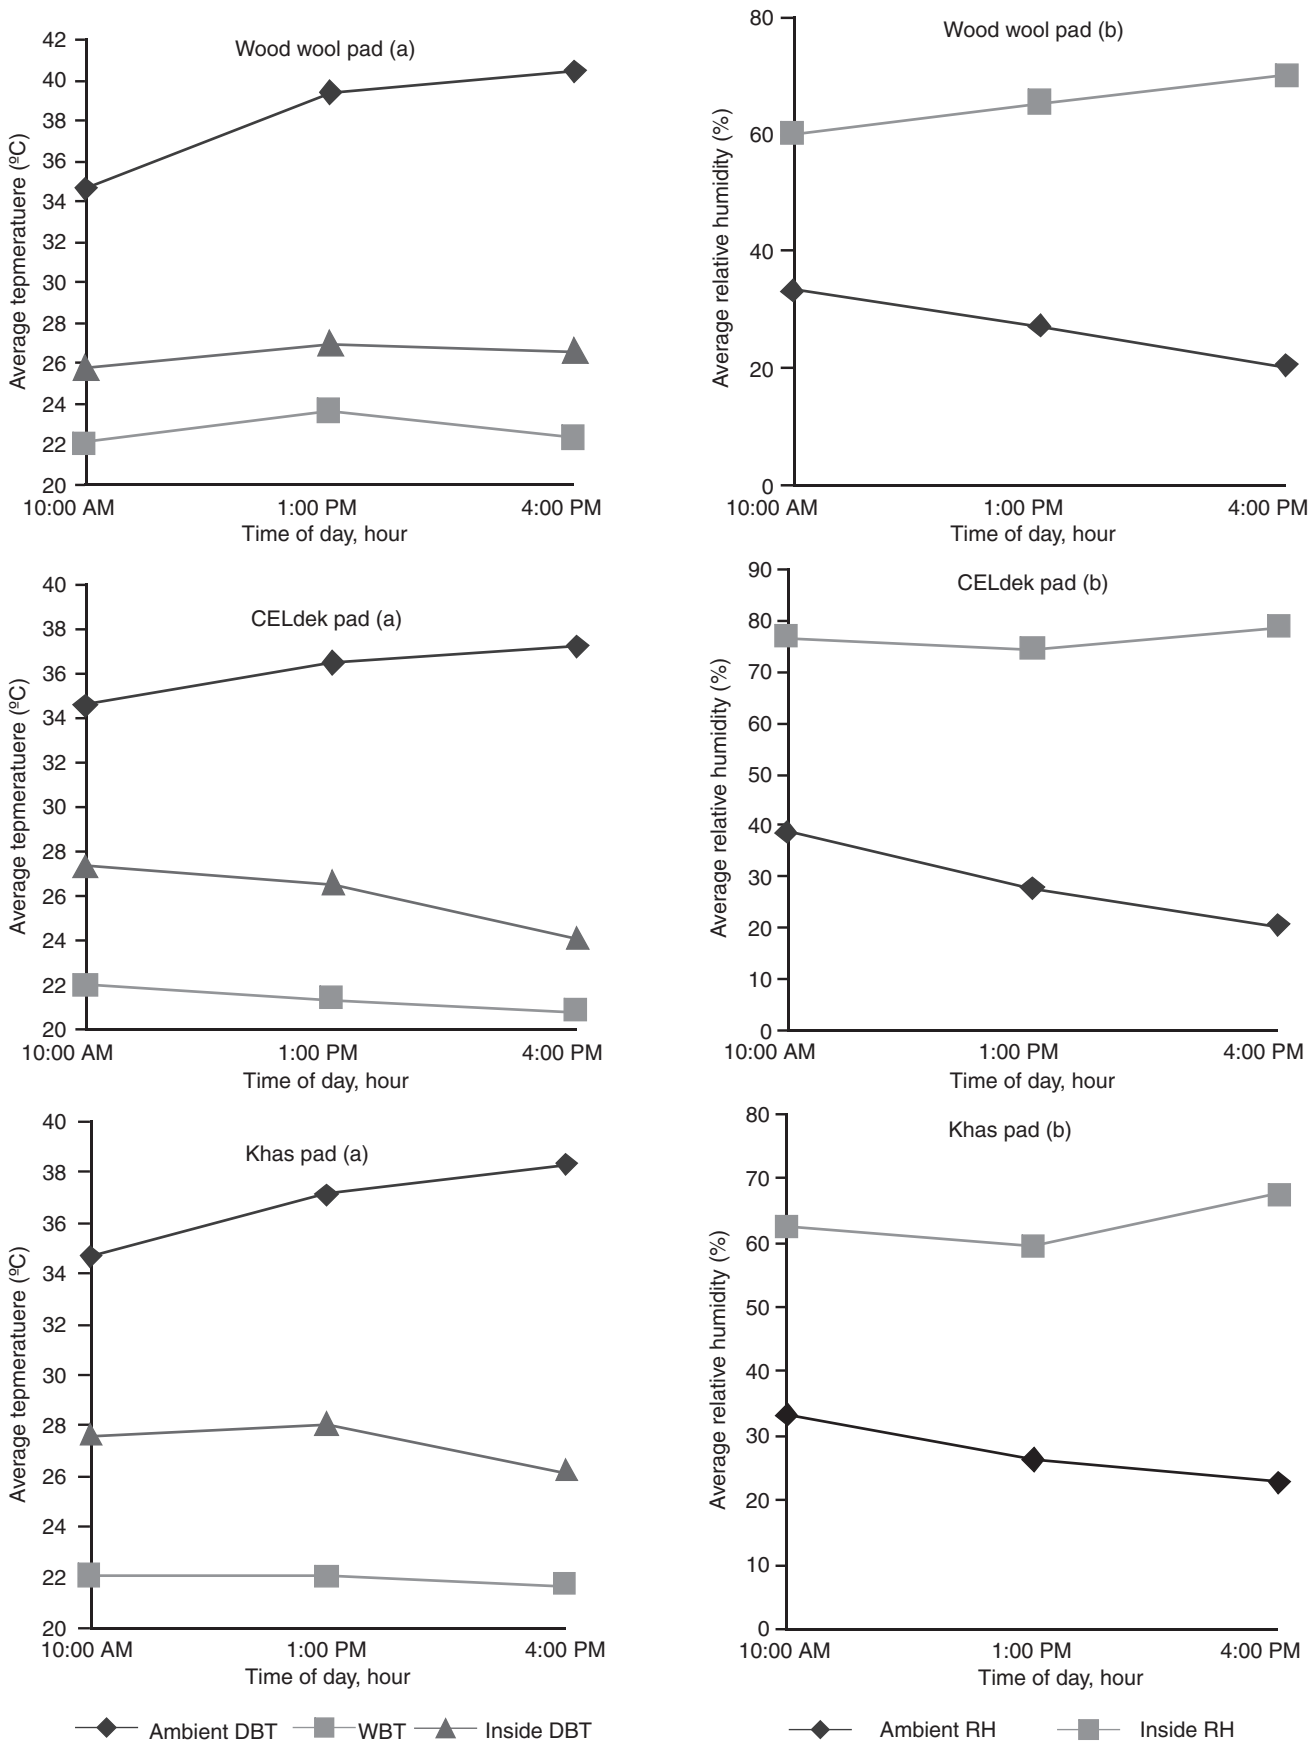 Wood wool pad (a)
Average tepmeratuere (ºC)
42
40
38
36
34
32
30
28
26
24
22
20
10:00 AM 1:00 PM 4:00 PM
Time of day, hour
Wood wool pad (b)
Average relative humidity (%)
80
60
40
20
0
10:00 AM 1:00 PM 4:00 PM
Time of day, hour
CELdek pad (a)
Average tepmeratuere (ºC)
40
38
36
34
32
30
28
26
24
22
20
10:00 AM 1:00 PM 4:00 PM
Time of day, hour
CELdek pad (b)
Average relative humidity (%)
90
80
70
60
50
40
30
20
10
0
10:00 AM 1:00 PM 4:00 PM
Time of day, hour
Khas pad (a)
Average tepmeratuere (ºC)
40
38
36
34
32
30
28
26
24
22
20
10:00 AM 1:00 PM 4:00 PM
Time of day, hour
Khas pad (b)
Average relative humidity (%)
80
70
60
50
40
30
20
10
0
10:00 AM 1:00 PM 4:00 PM
Time of day, hour
Ambient DBT WBT Inside DBT
Ambient RH Inside RH